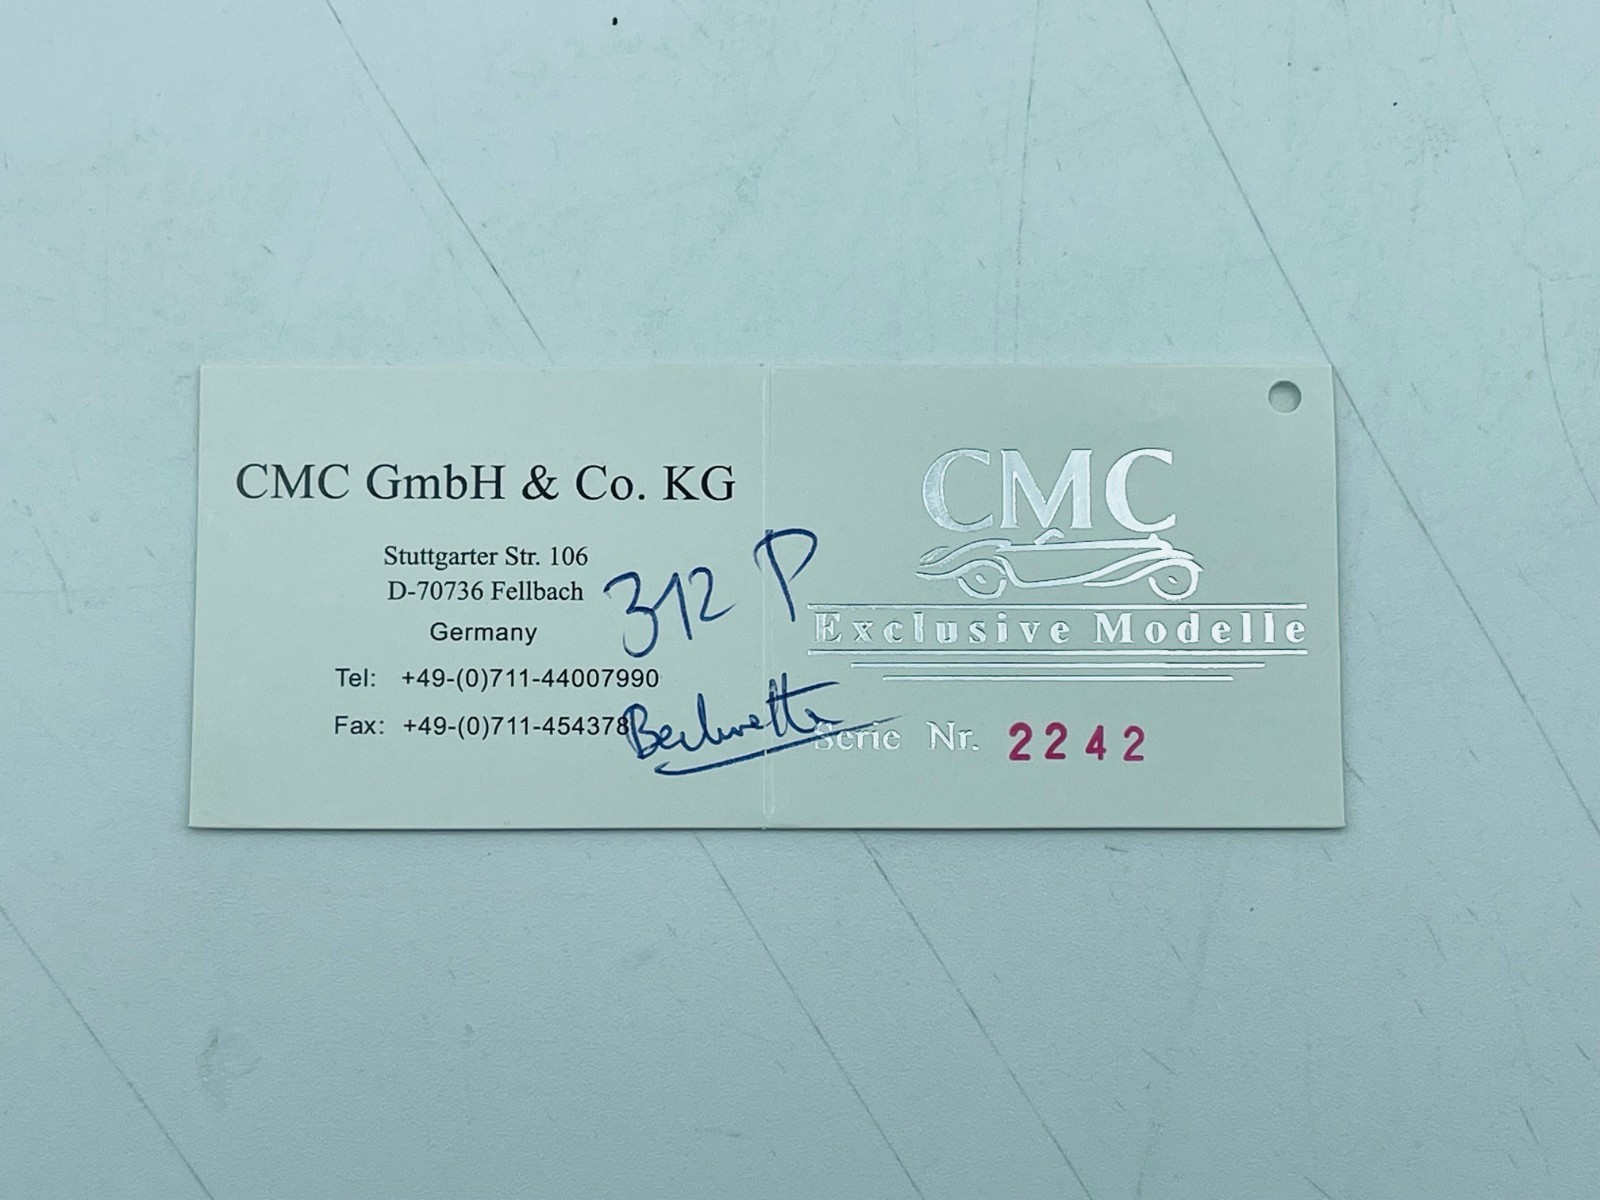 CMC GmbH & Co. KG
Stuttgarter Str. 106
D-70736 Fellbach
Germany
Tel: +49-(0)711-44007990
Fax: +49-(0)711-454378
312 P
CMC
Exclusive Modelle
Serie Nr. 2242